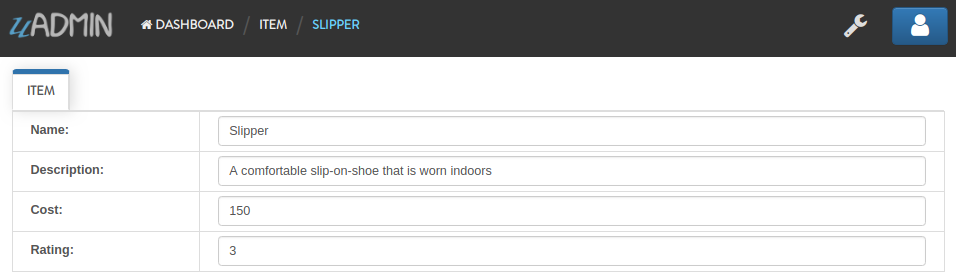 uADMIN DASHBOARD / ITEM / SLIPPER
ITEM
Name: Slipper
Description: A comfortable slip-on-shoe that is worn indoors
Cost: 150
Rating: 3